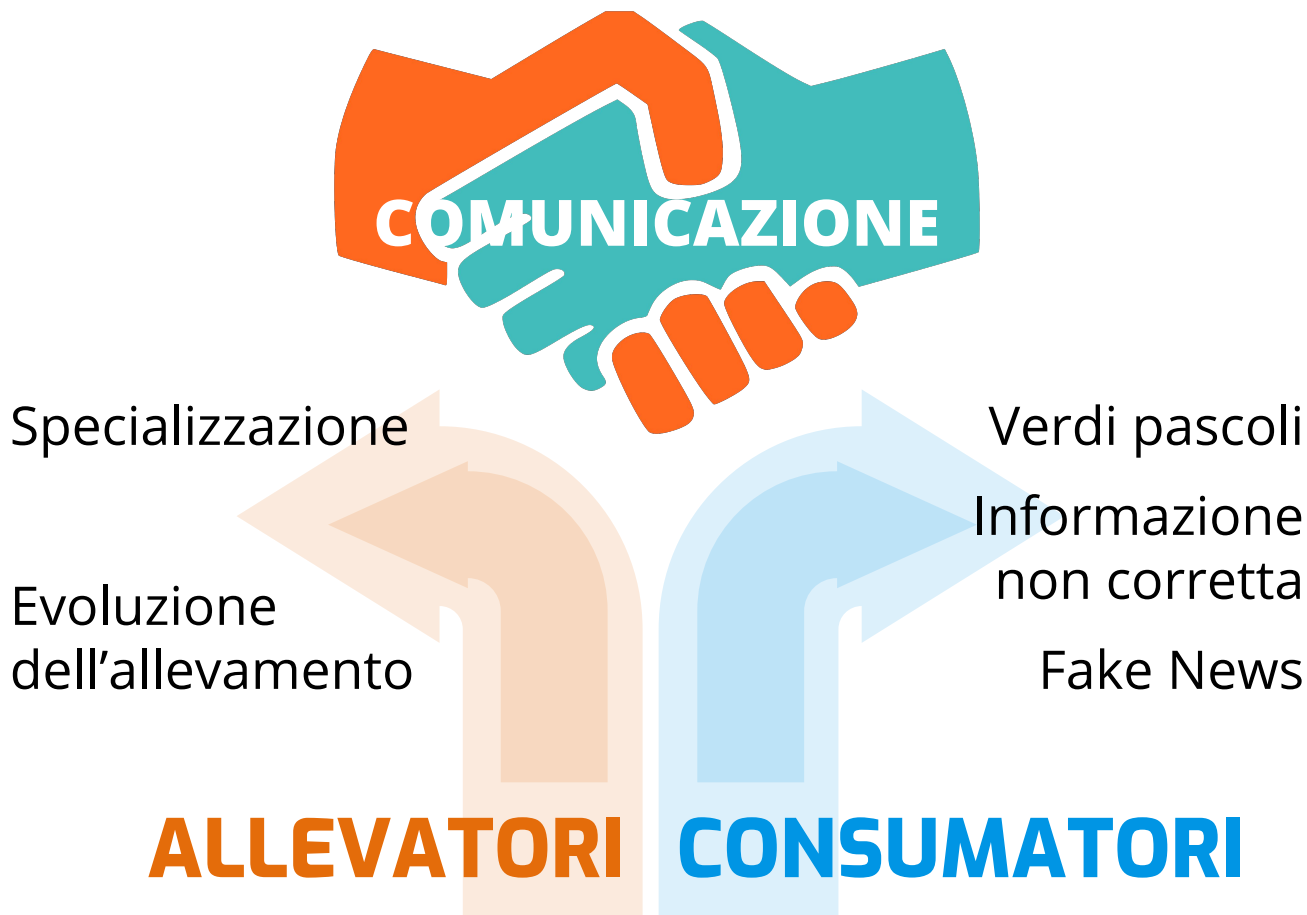 COMUNICAZIONE
Specializzazione
Evoluzione
dell’allevamento
Verdi pascoli
Informazione
non corretta
Fake News
ALLEVATORI
CONSUMATORI